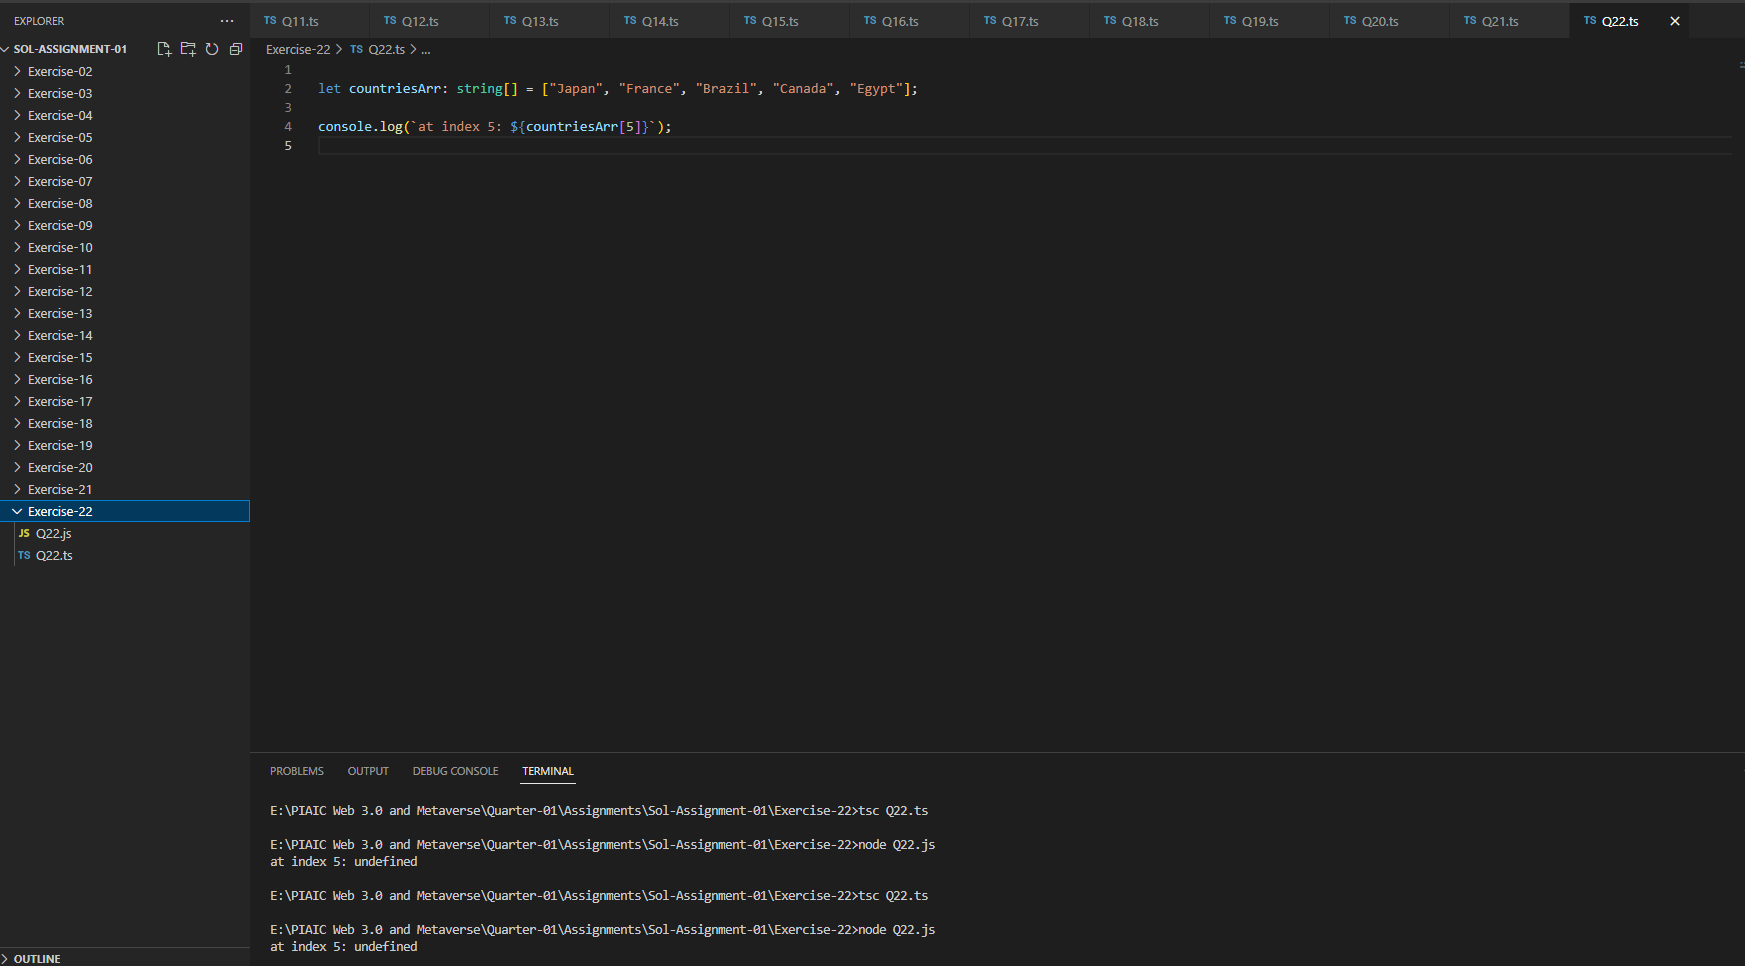 EXPLORER ...
SOL-ASSIGNMENT-01
Exercise-02
Exercise-03
Exercise-04
Exercise-05
Exercise-06
Exercise-07
Exercise-08
Exercise-09
Exercise-10
Exercise-11
Exercise-12
Exercise-13
Exercise-14
Exercise-15
Exercise-16
Exercise-17
Exercise-18
Exercise-19
Exercise-20
Exercise-21
Exercise-22
JS Q22.js
TS Q22.ts
OUTLINE
TS Q11.ts TS Q12.ts TS Q13.ts TS Q14.ts TS Q15.ts TS Q16.ts TS Q17.ts TS Q18.ts TS Q19.ts TS Q20.ts TS Q21.ts TS Q22.ts
Exercise-22 > TS Q22.ts > ...
1
2 let countriesArr: string[] = ["Japan", "France", "Brazil", "Canada", "Egypt"];
3
4 console.log(`at index 5: ${countriesArr[5]}`);
5
PROBLEMS OUTPUT DEBUG CONSOLE TERMINAL
E:\PIAIC Web 3.0 and Metaverse\Quarter-01\Assignments\Sol-Assignment-01\Exercise-22>tsc Q22.ts
E:\PIAIC Web 3.0 and Metaverse\Quarter-01\Assignments\Sol-Assignment-01\Exercise-22>node Q22.js
at index 5: undefined
E:\PIAIC Web 3.0 and Metaverse\Quarter-01\Assignments\Sol-Assignment-01\Exercise-22>tsc Q22.ts
E:\PIAIC Web 3.0 and Metaverse\Quarter-01\Assignments\Sol-Assignment-01\Exercise-22>node Q22.js
at index 5: undefined